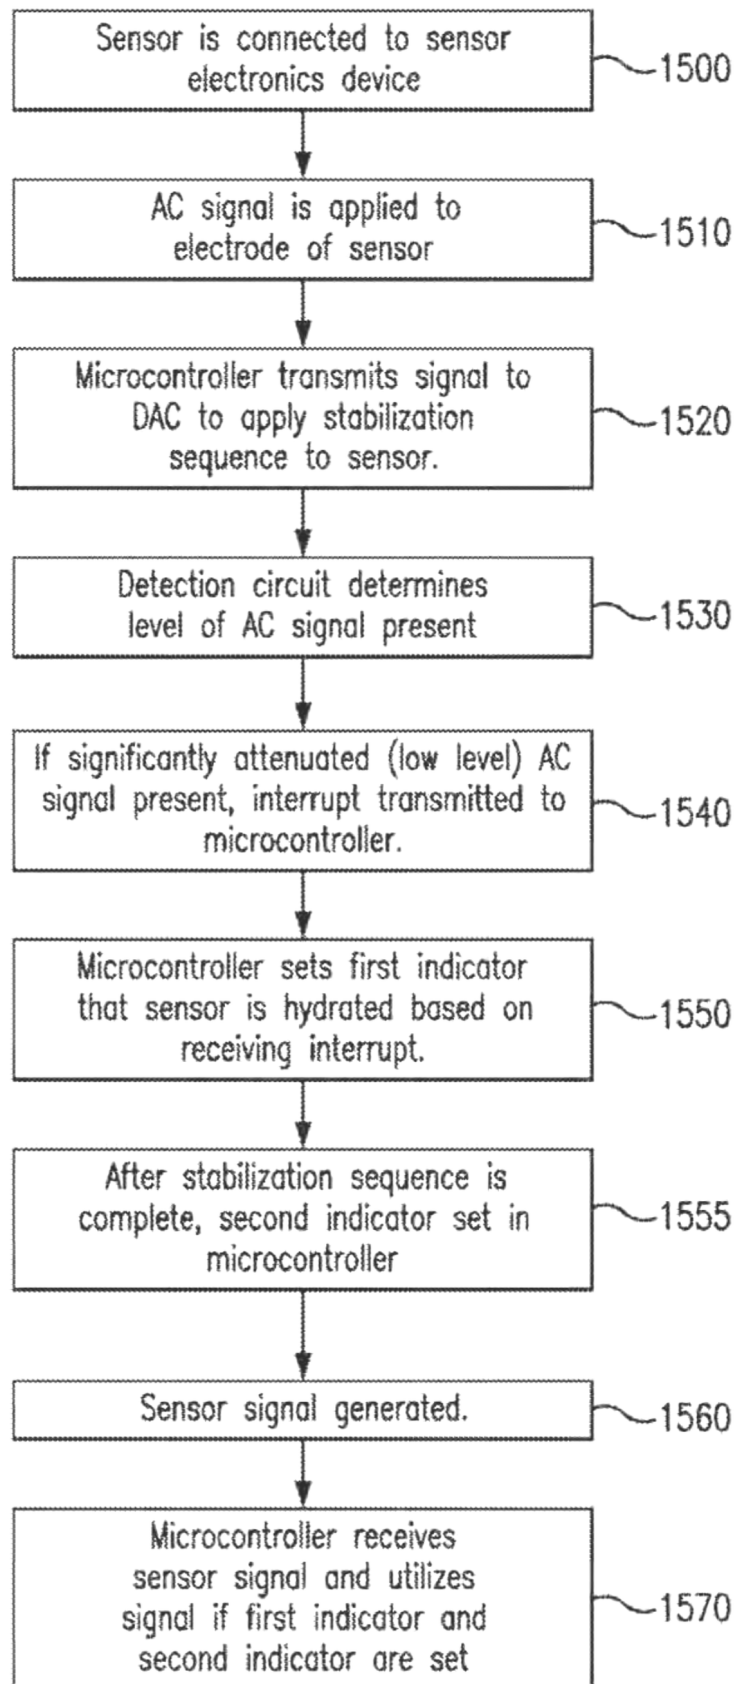 Sensor is connected to sensor
electronics device
1500
AC signal is applied to
electrode of sensor
1510
Microcontroller transmits signal to
DAC to apply stabilization
sequence to sensor.
1520
Detection circuit determines
level of AC signal present
1530
If significantly attenuated (low level) AC
signal present, interrupt transmitted to
microcontroller.
1540
Microcontroller sets first indicator
that sensor is hydrated based on
receiving interrupt.
1550
After stabilization sequence is
complete, second indicator set in
microcontroller
1555
Sensor signal generated.
1560
Microcontroller receives
sensor signal and utilizes
signal if first indicator and
second indicator are set
1570